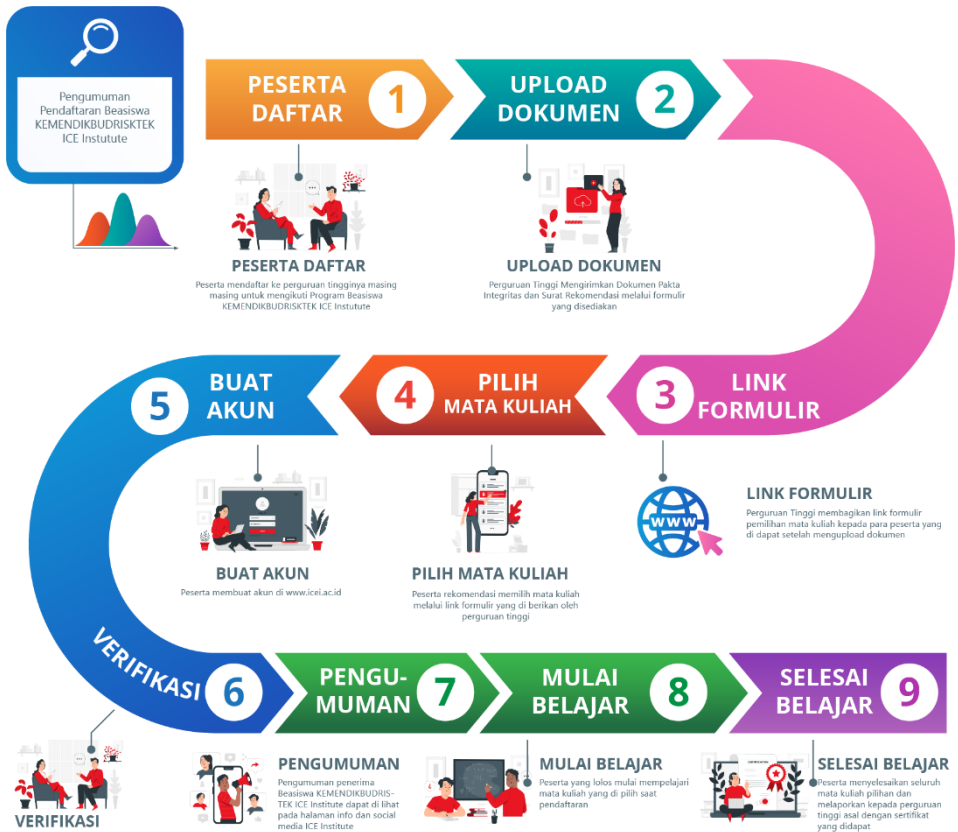 Pengumuman
Pendaftaran Beasiswa
KEMENDIKBUDRISKTEK
ICE Instutute
PESERTA
DAFTAR
1
UPLOAD
DOKUMEN
2
PESERTA DAFTAR
Peserta mendaftar ke perguruan tingginya masing
masing untuk mengikuti Program Beasiswa
KEMENDIKBUDRISKTEK ICE Instutute
UPLOAD DOKUMEN
Perguruan Tinggi Mengirimkan Dokumen Pakta
Integritas dan Surat Rekomendasi melalui formulir
yang disediakan
3
LINK
FORMULIR
4
PILIH
MATA KULIAH
5
BUAT
AKUN
WWW
LINK FORMULIR
Perguruan Tinggi membagikan link formulir
pemilihan mata kuliah kepada para peserta yang
di dapat setelah mengupload dokumen
PILIH MATA KULIAH
Peserta rekomendasi memilih mata kuliah
melalui link formulir yang di berikan oleh
perguruan tinggi
BUAT AKUN
Peserta membuat akun di www.icei.ac.id
VERIFIKASI
6
PENGU-
MUMAN
7
MULAI
BELAJAR
8
SELESAI
BELAJAR
9
VERIFIKASI
PENGUMUMAN
Pengumuman penerima
Beasiswa KEMENDIKBUDRIS-
TEK ICE Institute dapat di lihat
pada halaman info dan social
media ICE Institute
MULAI BELAJAR
Peserta yang lolos mulai mempelajari
mata kuliah yang di pilih saat
pendaftaran
SELESAI BELAJAR
Peserta menyelesaikan seluruh
mata kuliah pilihan dan
melaporkan kepada perguruan
tinggi asal dengan sertifikat
yang didapat